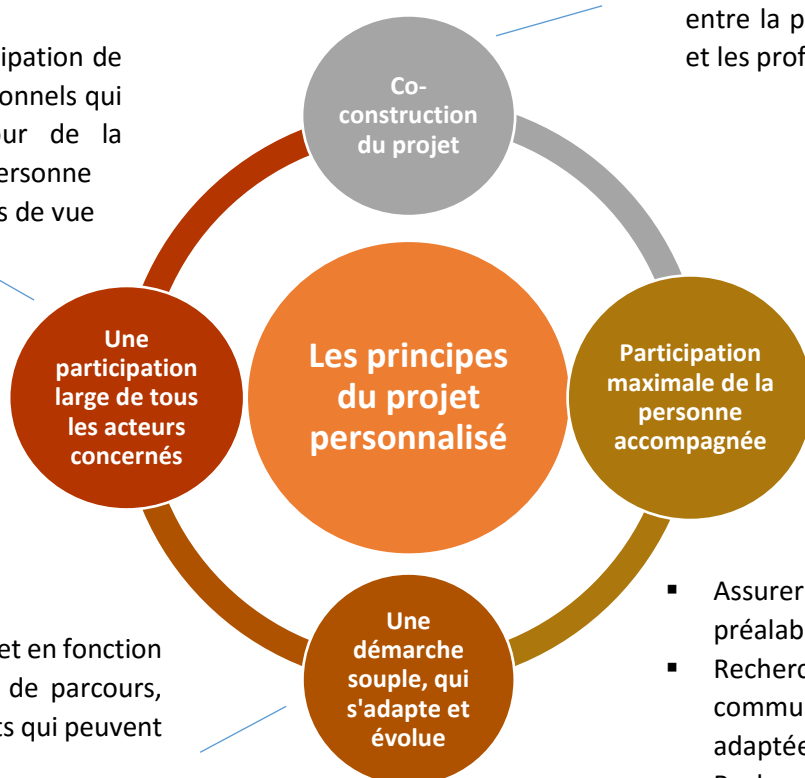 entre la p
et les prof
Co-
construction
du projet
cipation de
onnels qui
our de la
ersonne
s de vue
Une
participation
large de tous
les acteurs
concernés
Les principes
du projet
personnalisé
Participation
maximale de la
personne
accompagnée
Une
démarche
souple, qui
s'adapte et
évolue
et en fonction
de parcours,
ts qui peuvent
▪ Assurer
préalab
▪ Recherc
commu
adaptée